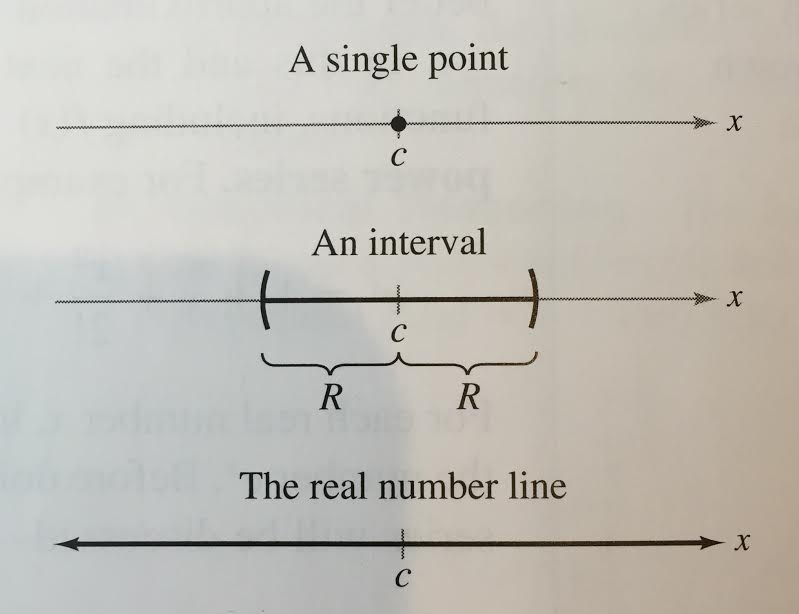 A single point
x
c
An interval
x
c
R R
The real number line
x
c